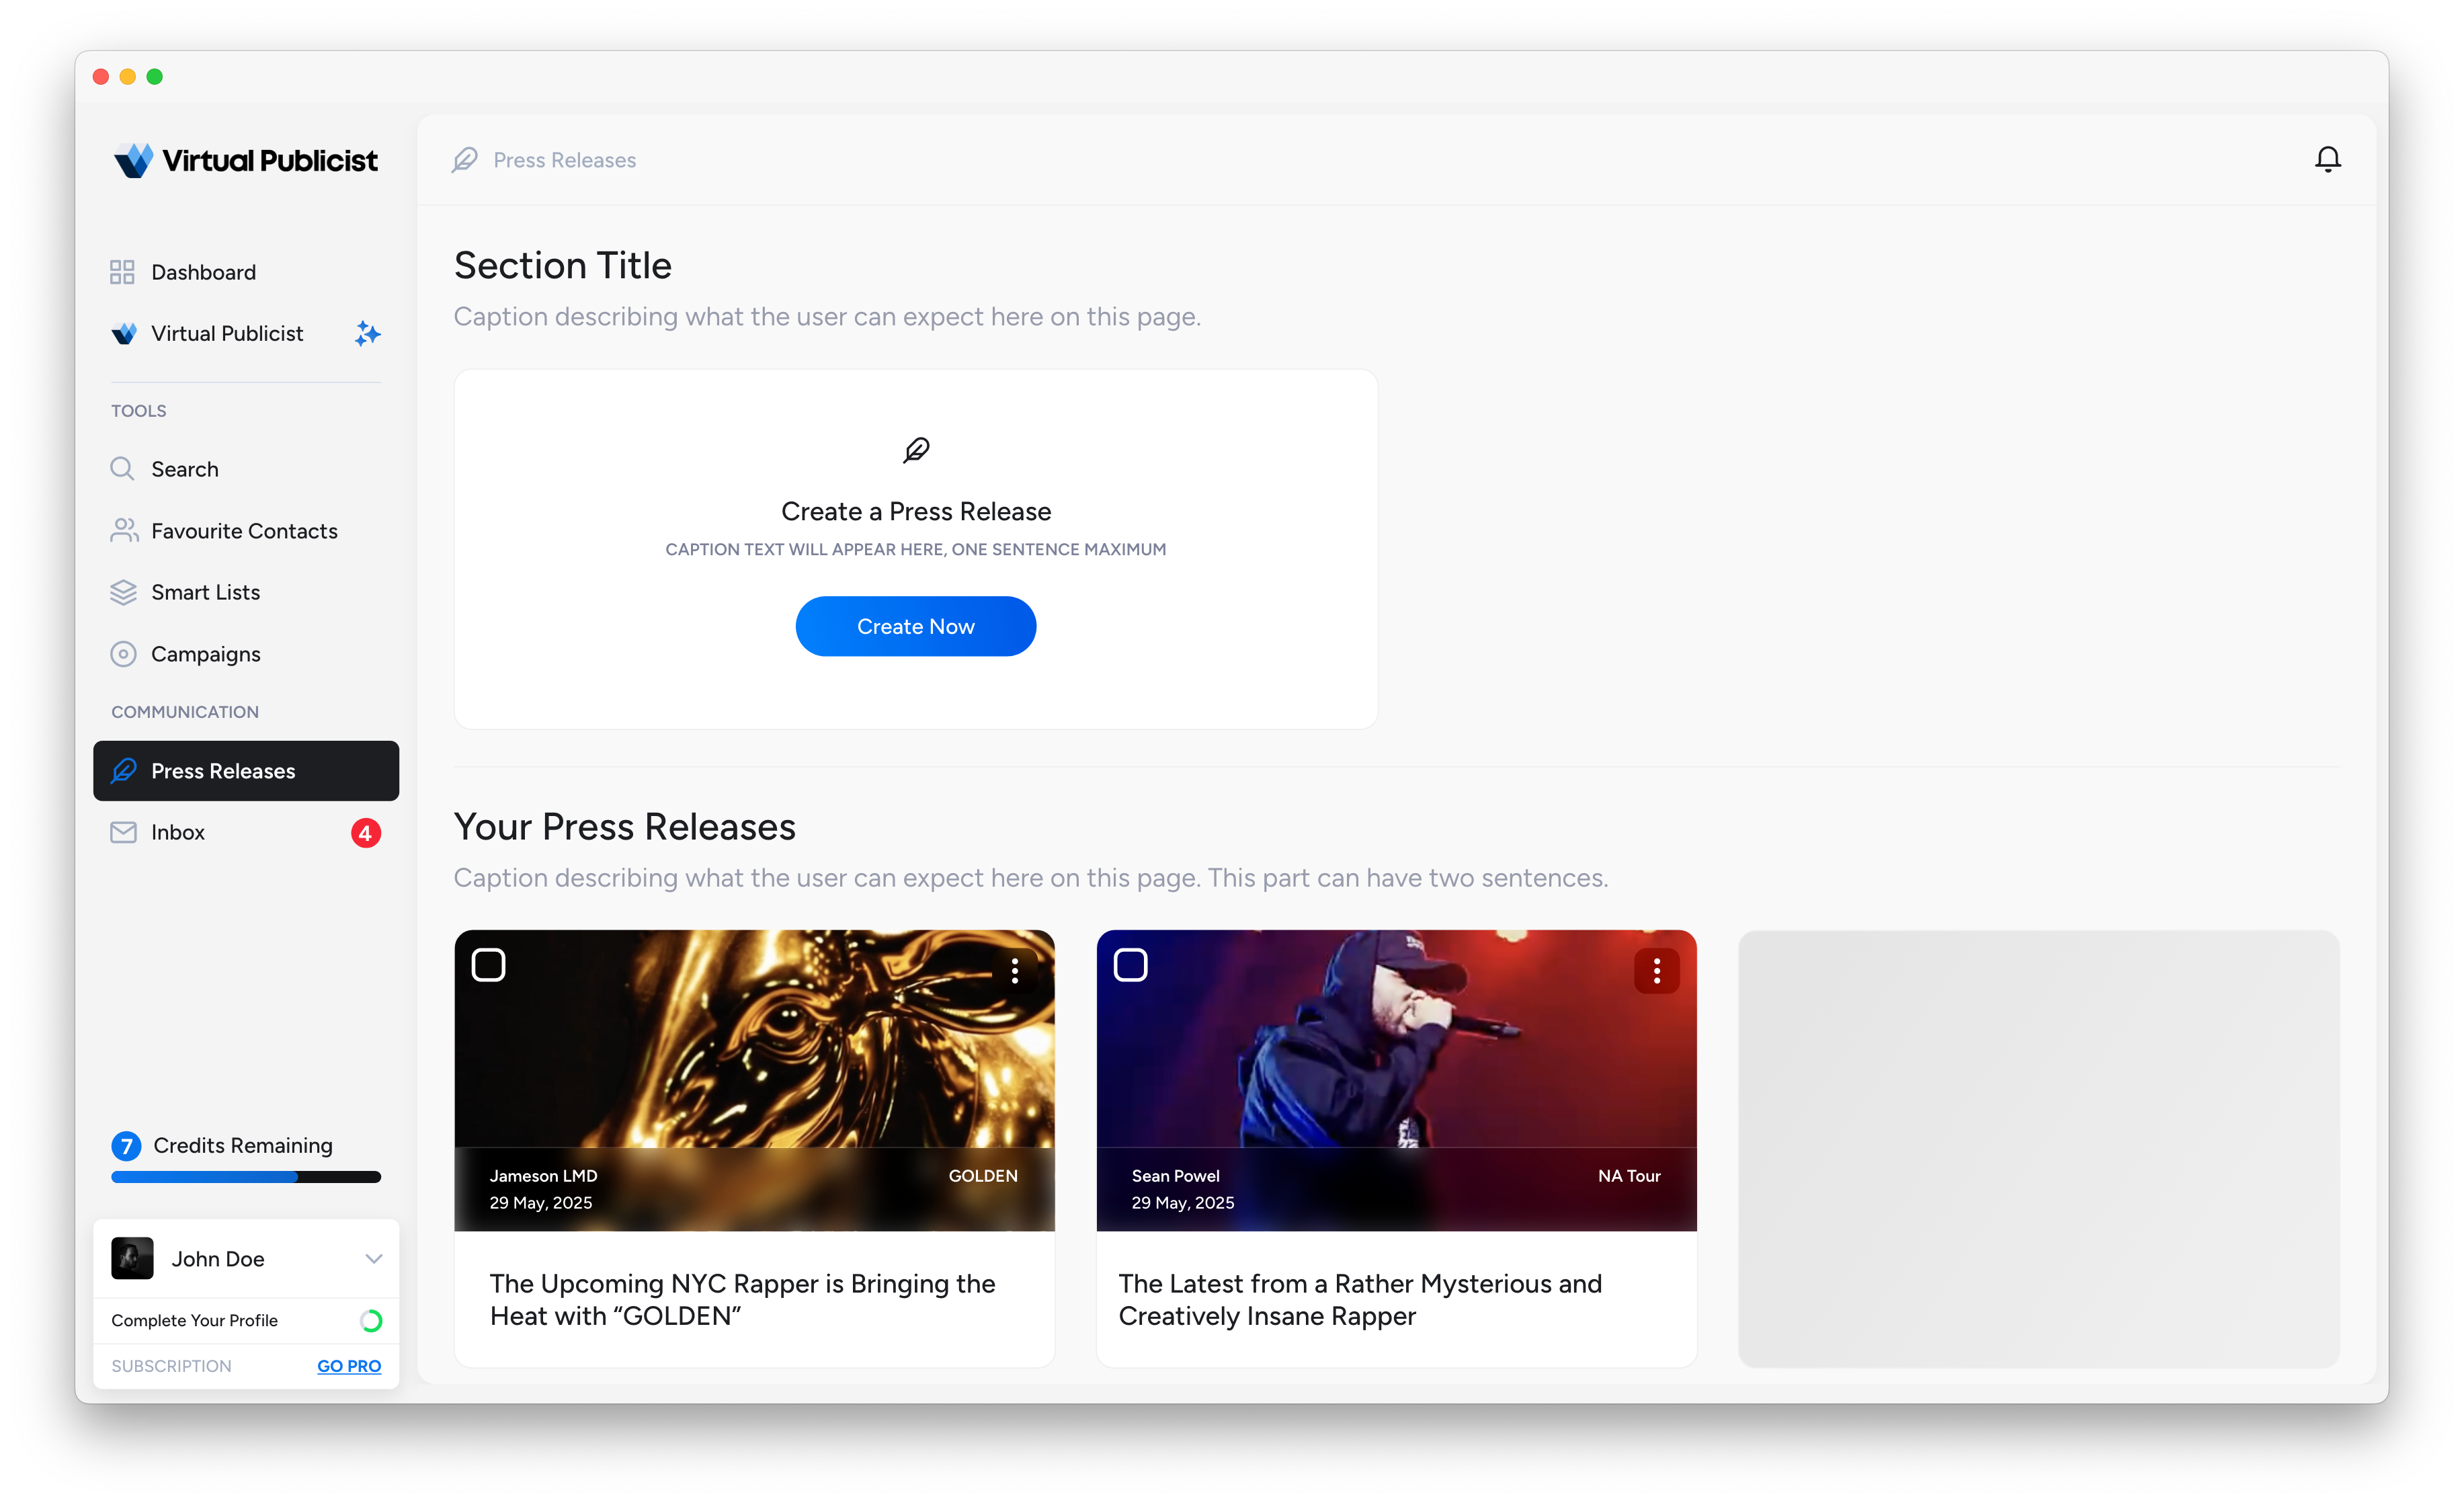 Virtual Publicist
Dashboard
Virtual Publicist
TOOLS
Search
Favourite Contacts
Smart Lists
Campaigns
COMMUNICATION
Press Releases
Inbox
4
7
Credits Remaining
John Doe
Complete Your Profile
SUBSCRIPTION
GO PRO
Press Releases
Section Title
Caption describing what the user can expect here on this page.
Create a Press Release
CAPTION TEXT WILL APPEAR HERE, ONE SENTENCE MAXIMUM
Create Now
Your Press Releases
Caption describing what the user can expect here on this page. This part can have two sentences.
Jameson LMD
GOLDEN
29 May, 2025
The Upcoming NYC Rapper is Bringing the
Heat with “GOLDEN”
Sean Powel
NA Tour
29 May, 2025
The Latest from a Rather Mysterious and
Creatively Insane Rapper